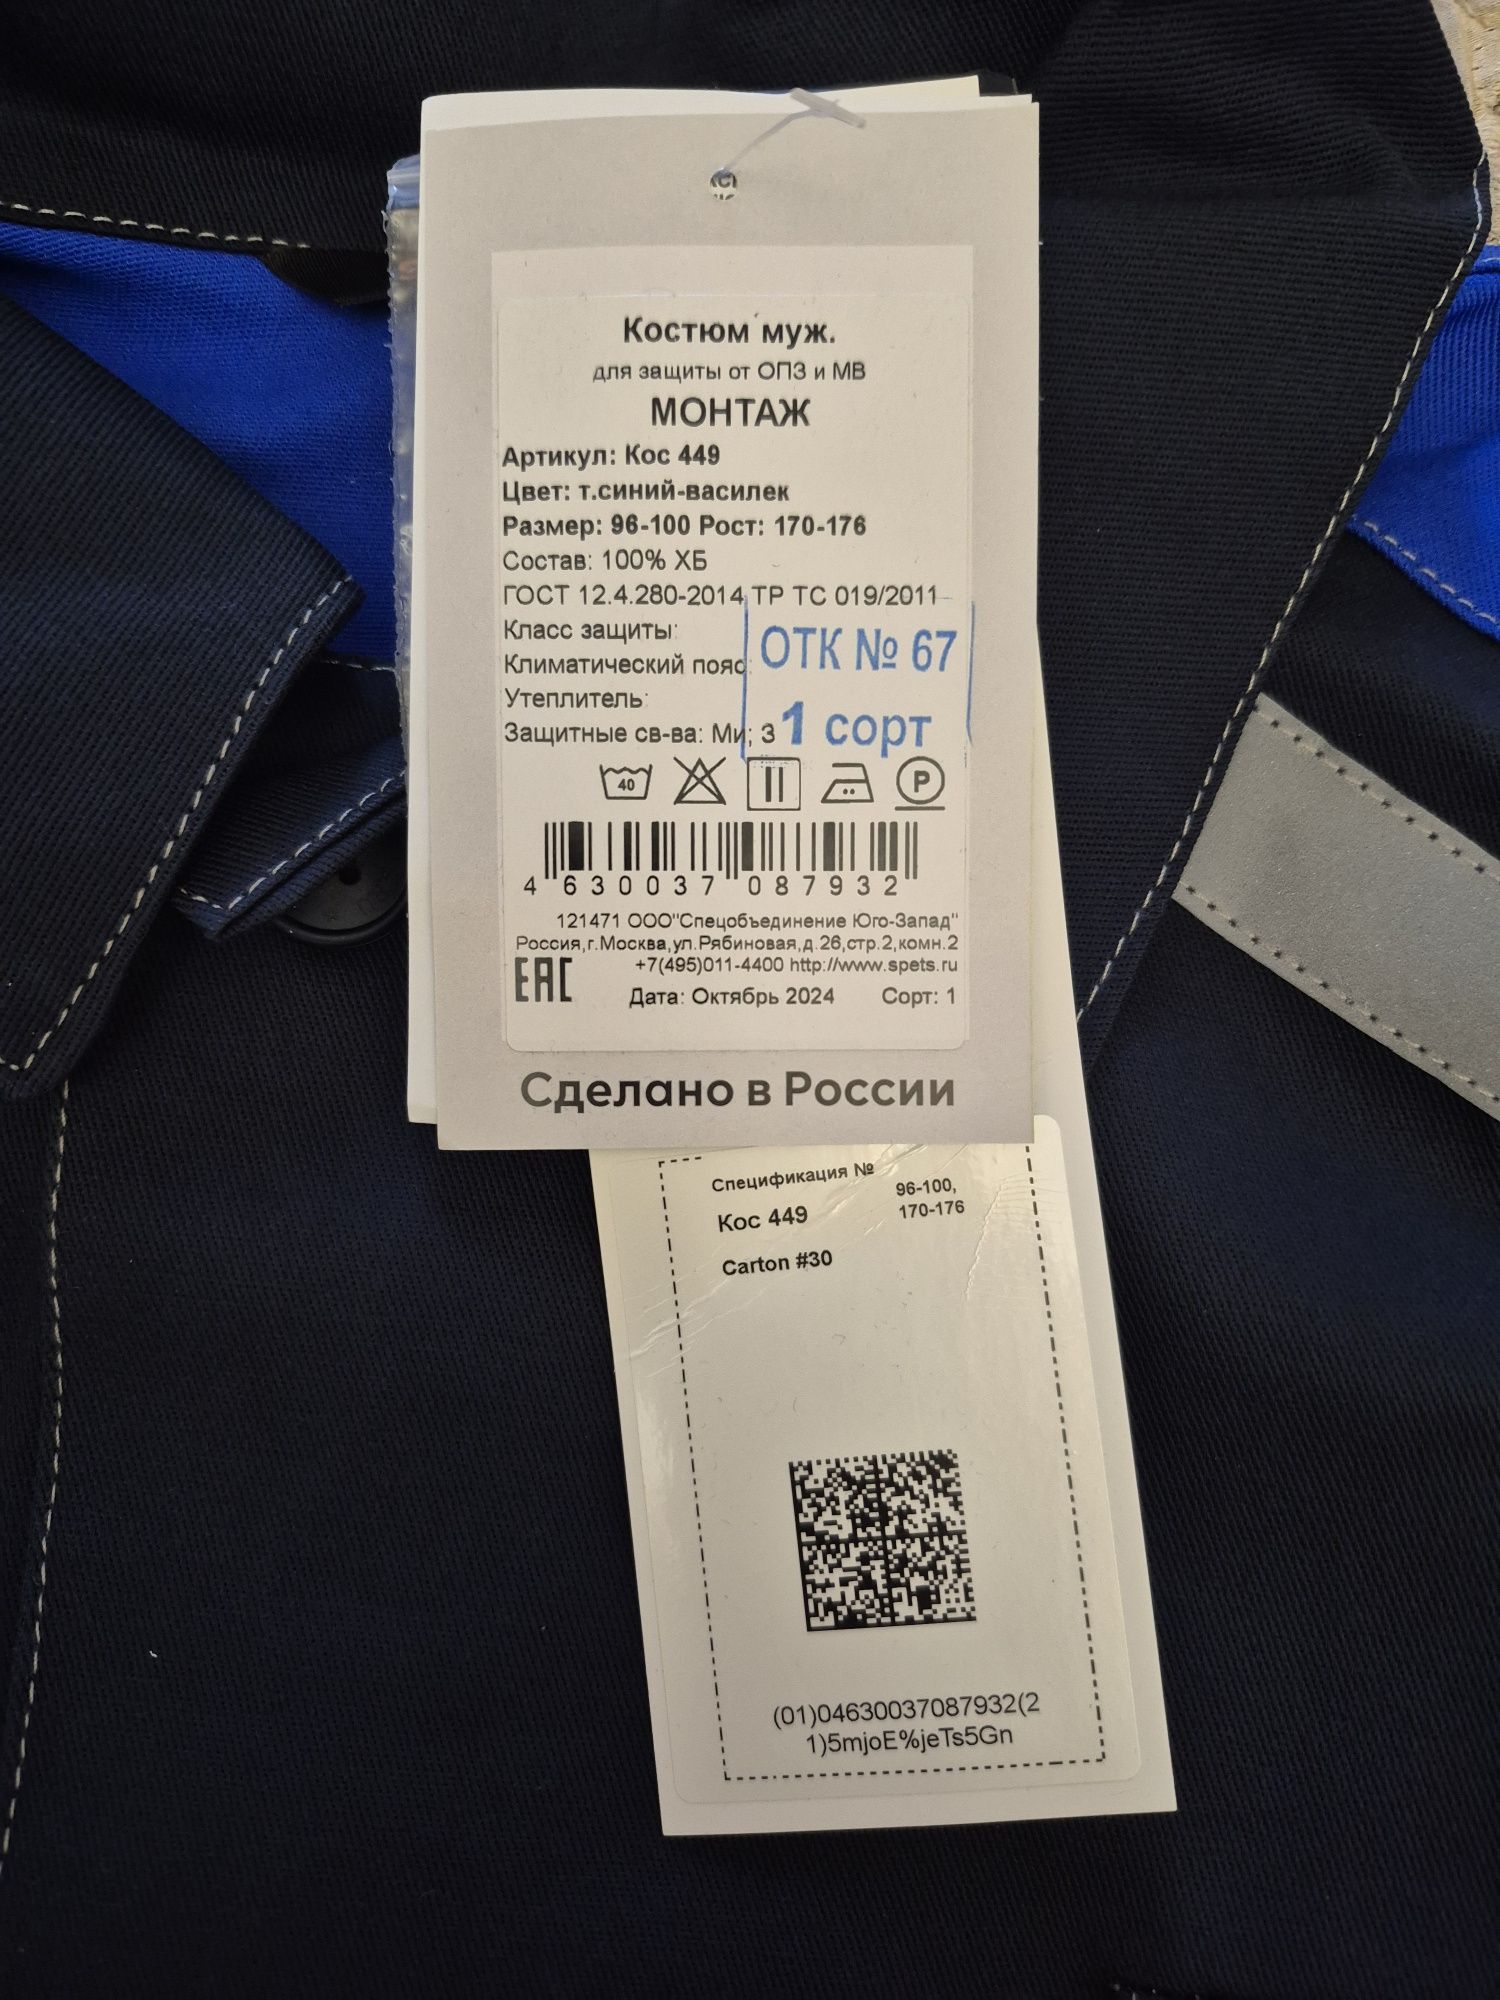 Костюм муж.
для защиты от ОПЗ и МВ
МОНТАЖ
Артикул: Кос 449
Цвет: т.синий-василек
Размер: 96-100 Рост: 170-176
Состав: 100% ХБ
ГОСТ 12.4.280-2014 ТР ТС 019/2011
Класс защиты:
Климатический пояс:
ОТК № 67
Утеплитель:
Защитные св-ва: Ми; З
1 сорт
40
P
4 630037 087932
121471 ООО"Спецобъединение Юго-Запад"
Россия,г.Москва,ул.Рябиновая,д.26,стр.2,комн.2
+7(495)011-4400 http://www.spets.ru
EAC
Дата: Октябрь 2024 Сорт: 1
Сделано в России
Спецификация №
96-100,
170-176
Кос 449
Carton #30
(01)04630037087932(2
1)5mjoE%jeTs5Gn